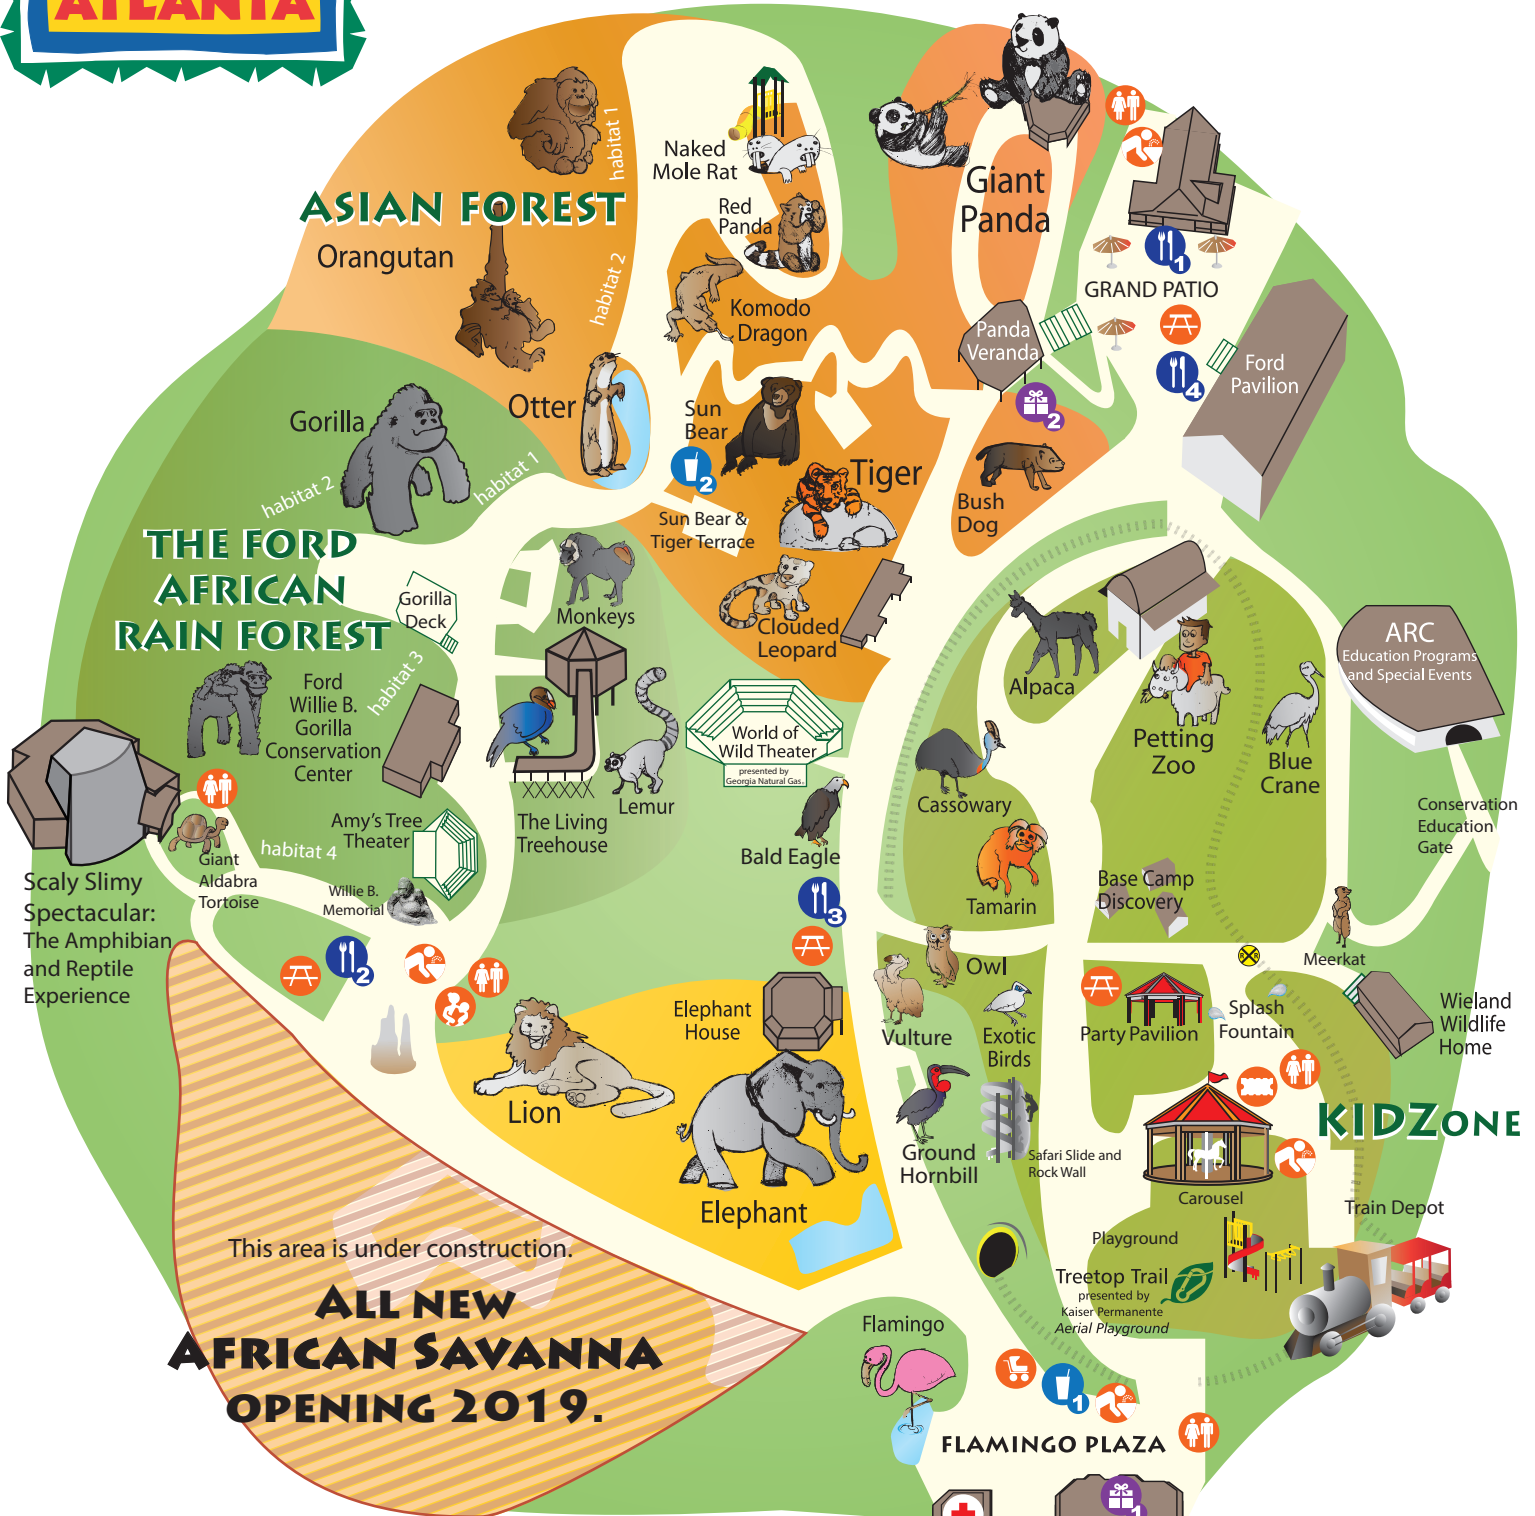 ATLANTA
ASIAN FOREST
Orangutan
habitat 1
habitat 2
Naked
Mole Rat
Red
Panda
Komodo
Dragon
Giant
Panda
1
GRAND PATIO
Panda
Veranda
4
Ford
Pavilion
2
Otter
Sun
Bear
2
Sun Bear &
Tiger Terrace
Tiger
Bush
Dog
Clouded
Leopard
Gorilla
habitat 2
habitat 1
THE FORD
AFRICAN
RAIN FOREST
Gorilla
Deck
habitat 3
Ford
Willie B.
Gorilla
Conservation
Center
Monkeys
Lemur
The Living
Treehouse
World of
Wild Theater
presented by
Georgia Natural Gas®
Bald Eagle
3
Alpaca
Petting
Zoo
Blue
Crane
ARC
Education Programs
and Special Events
Conservation
Education
Gate
Cassowary
Tamarin
Base Camp
Discovery
Meerkat
Amy's Tree
Theater
habitat 4
Giant
Aldabra
Tortoise
Willie B.
Memorial
Scaly Slimy
Spectacular:
The Amphibian
and Reptile
Experience
2
Lion
Elephant
House
Elephant
Owl
Vulture
Exotic
Birds
Ground
Hornbill
Safari Slide and
Rock Wall
R R
Party Pavilion
Splash
Fountain
Wieland
Wildlife
Home
KIDZONE
Carousel
Train Depot
Playground
Treetop Trail
presented by
Kaiser Permanente
Aerial Playground
This area is under construction.
ALL NEW
AFRICAN SAVANNA
OPENING 2019.
Flamingo
1
FLAMINGO PLAZA
1